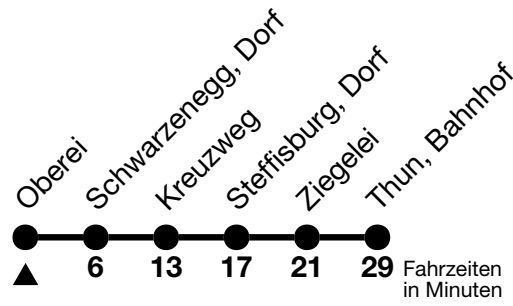 Oberei
Schwarzenegg, Dorf
Kreuzweg
Steffisburg, Dorf
Ziegelei
Thun, Bahnhof
6 13 17 21 29 Fahrzeiten
in Minuten